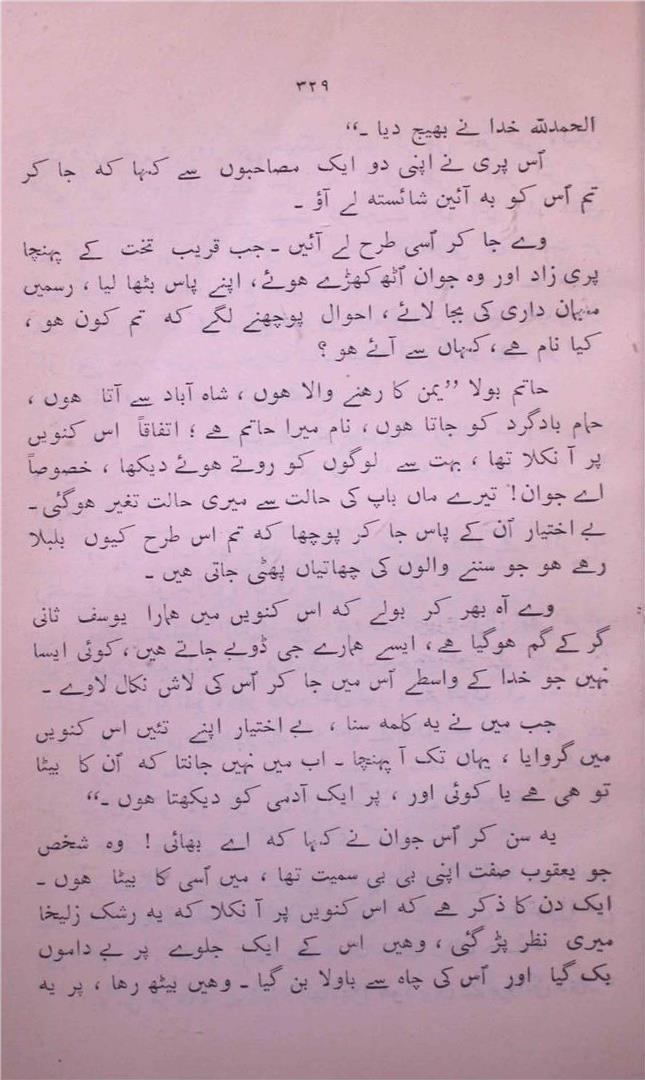 ۳۲۹
الحمدللہ خدا نے بھیج دیا ۔“
اُس پری نے اپنی دو ایک مصاحبوں سے کہا کہ جا کر
تم اُس کو بہ آئین شائستہ لے آؤ ۔
وے جا کر اُسی طرح لے آئیں ۔ جب قریب تخت کے پہنچا
پری زاد اور وہ جوان اُٹھ کھڑے ہوئے ، اپنے پاس بٹھا لیا ، رسمیں
مہمان داری کی بجا لائے ، احوال پوچھنے لگے کہ تم کون ہو ،
کیا نام ہے ، کہاں سے آئے ہو ؟
حاتم بولا ”یمن کا رہنے والا ہوں ، شاہ آباد سے آتا ہوں ،
حمام بادگرد کو جاتا ہوں ، نام میرا حاتم ہے ؛ اتفاقاً اس کنویں
پر آ نکلا تھا ، بہت سے لوگوں کو روتے ہوئے دیکھا ، خصوصاً
اے جوان ! تیرے ماں باپ کی حالت سے میری حالت تغیر ہوگئی ۔
بے اختیار اُن کے پاس جا کر پوچھا کہ تم اس طرح کیوں بلبلا
رہے ہو جو سننے والوں کی چھاتیاں پھٹی جاتی ہیں ۔
وے آہ بھر کر بولے کہ اس کنویں میں ہمارا یوسف ثانی
گر کے گم ہوگیا ہے ، ایسے ہمارے جی ڈوبے جاتے ہیں ، کوئی ایسا
نہیں جو خدا کے واسطے اُس میں جا کر اُس کی لاش نکال لاوے ۔
جب میں نے یہ کلمہ سنا ، بے اختیار اپنے تئیں اس کنویں
میں گروایا ، یہاں تک آ پہنچا ۔ اب میں نہیں جانتا کہ اُن کا بیٹا
تو ہی ہے یا کوئی اور ، پر ایک آدمی کو دیکھتا ہوں ۔“
یہ سن کر اُس جوان نے کہا کہ اے بھائی ! وہ شخص
جو یعقوب صفت اپنی بی بی سمیت تھا ، میں اُسی کا بیٹا ہوں ۔
ایک دن کا ذکر ہے کہ اس کنویں پر آ نکلا کہ یہ رشک زلیخا
میری نظر پڑ گئی ، وہیں اس کے ایک جلوے پر بے داموں
بک گیا اور اُس کی چاہ سے باولا بن گیا ۔ وہیں بیٹھ رہا ، پر یہ